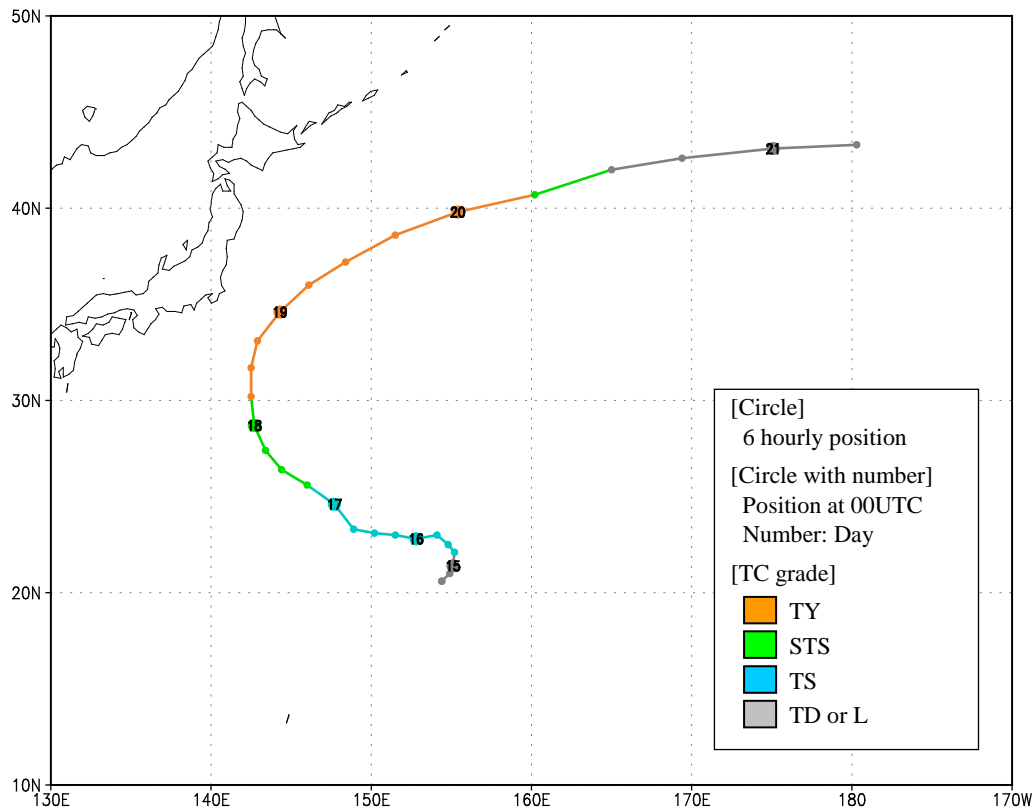 50N
40N
30N
20N
10N
130E
140E
150E
160E
170E
180
170W
21
20
19
18
17
16
15
[Circle]
6 hourly position
[Circle with number]
Position at 00UTC
Number: Day
[TC grade]
TY
STS
TS
TD or L